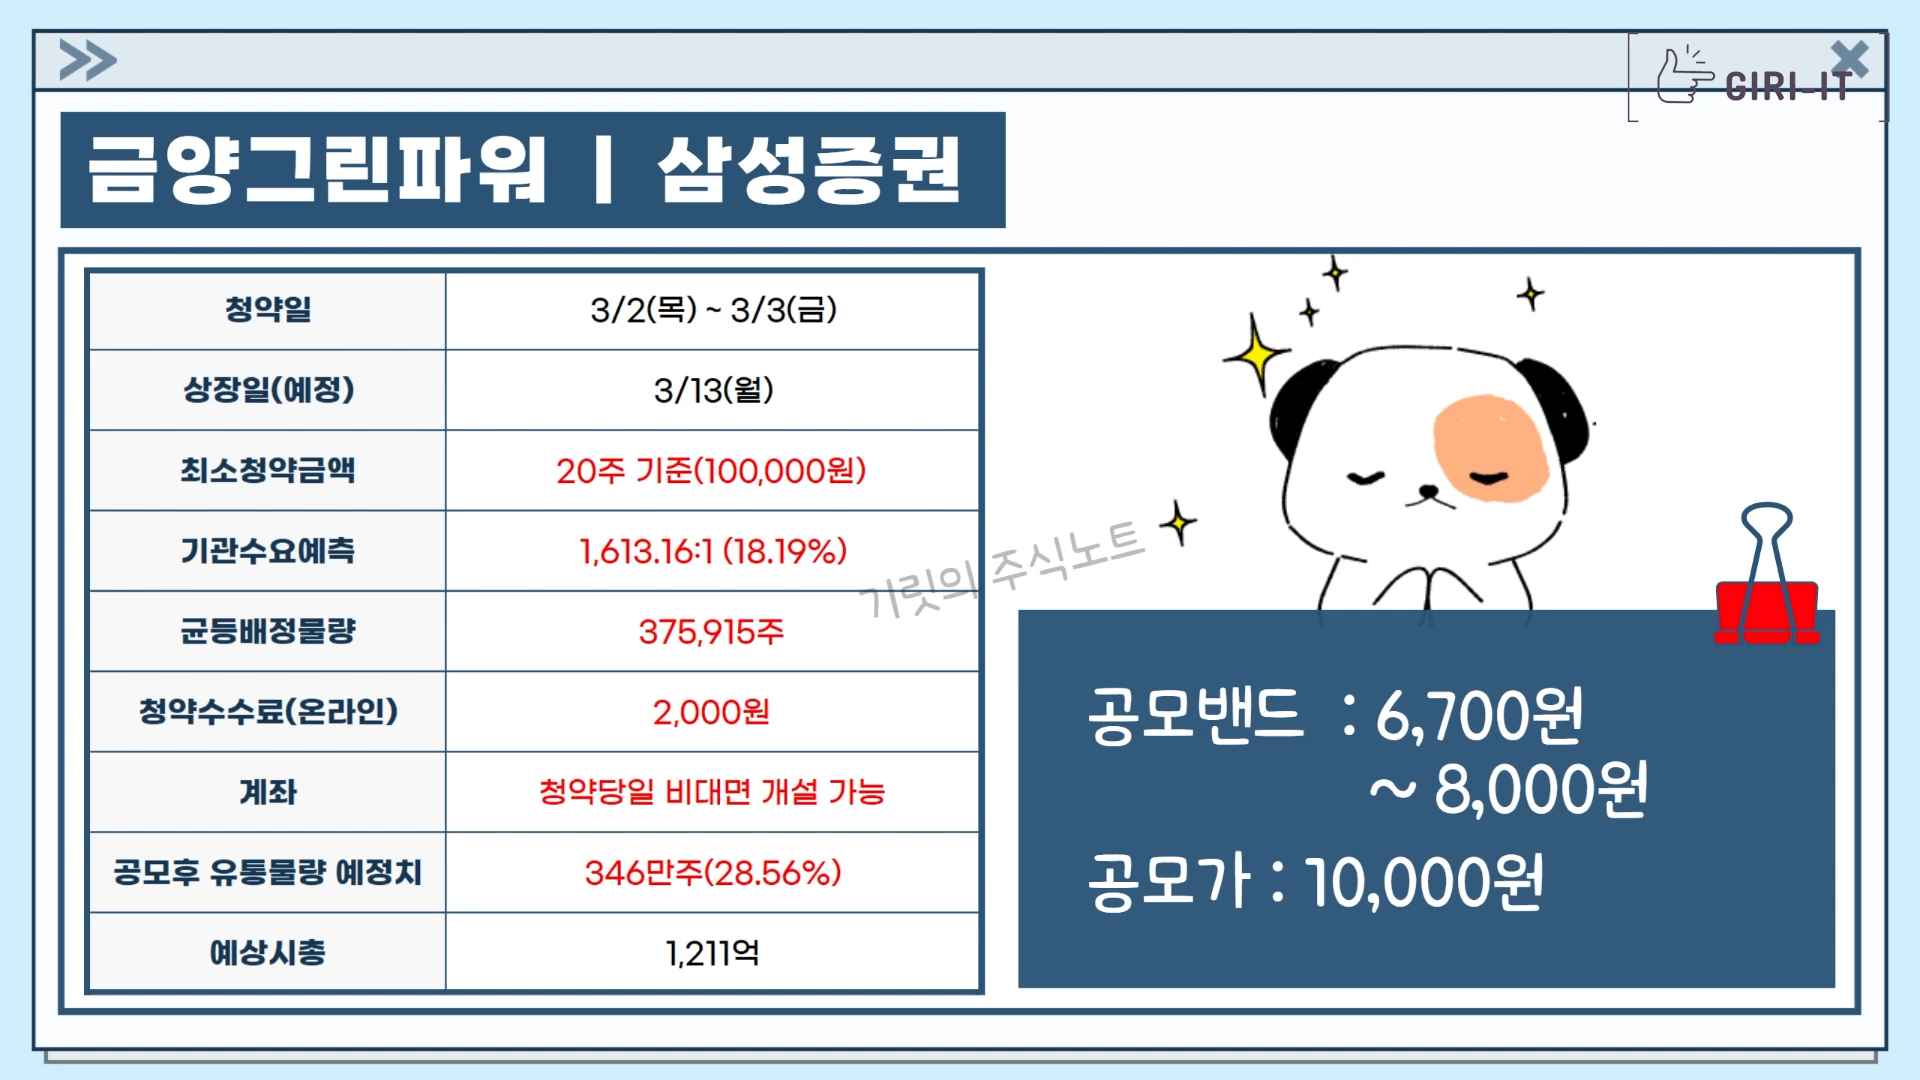 GIRI-IT
금양그린파워 | 삼성증권
청약일 3/2(목) ~ 3/3(금)
상장일(예정) 3/13(월)
최소청약금액 20주 기준(100,000원)
기관수요예측 1,613.16:1 (18.19%)
균등배정물량 375,915주
청약수수료(온라인) 2,000원
계좌 청약당일 비대면 개설 가능
공모후 유통물량 예정치 346만주(28.56%)
예상시총 1,211억
기릿의 주식노트
공모밴드 : 6,700원
~ 8,000원
공모가 : 10,000원